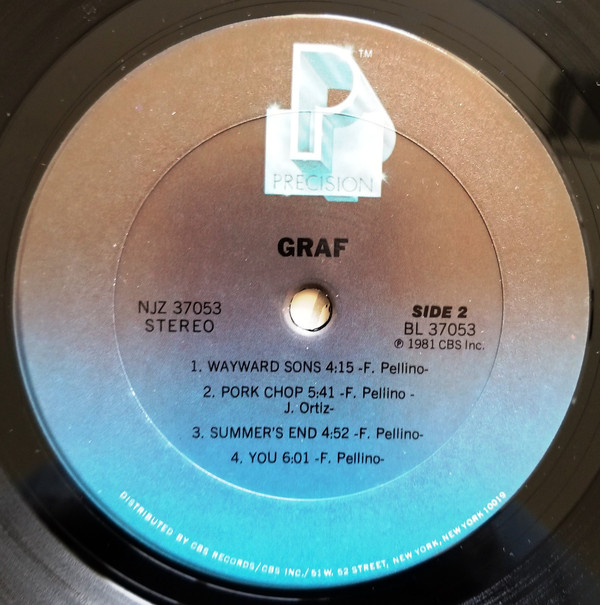 TM
PRECISION
GRAF
NJZ 37053
STEREO
SIDE 2
BL 37053
℗ 1981 CBS Inc.
1. WAYWARD SONS 4:15 -F. Pellino-
2. PORK CHOP 5:41 -F. Pellino -
J. Ortiz-
3. SUMMER'S END 4:52 -F. Pellino-
4. YOU 6:01 -F. Pellino-
DISTRIBUTED BY CBS RECORDS/CBS INC./51 W. 52 STREET, NEW YORK, NEW YORK 10019